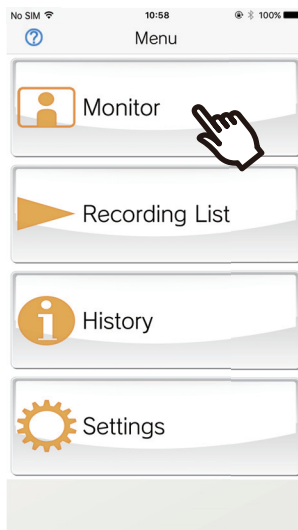 No SIM 10:58 100%
? Menu
Monitor
Recording List
i History
Settings